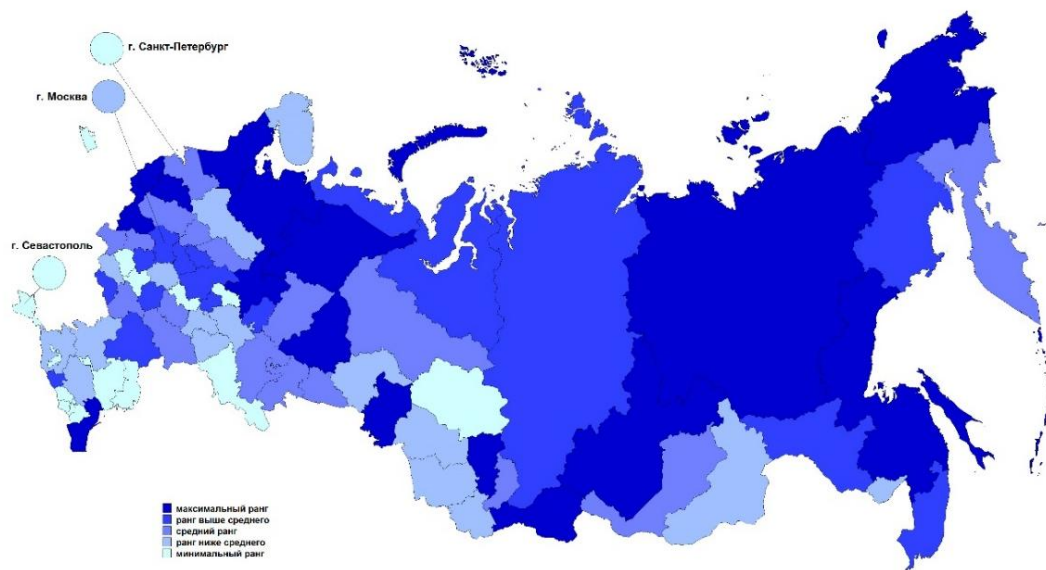 г. Санкт-Петербург
г. Москва
г. Севастополь
максимальный ранг
ранг выше среднего
средний ранг
ранг ниже среднего
минимальный ранг